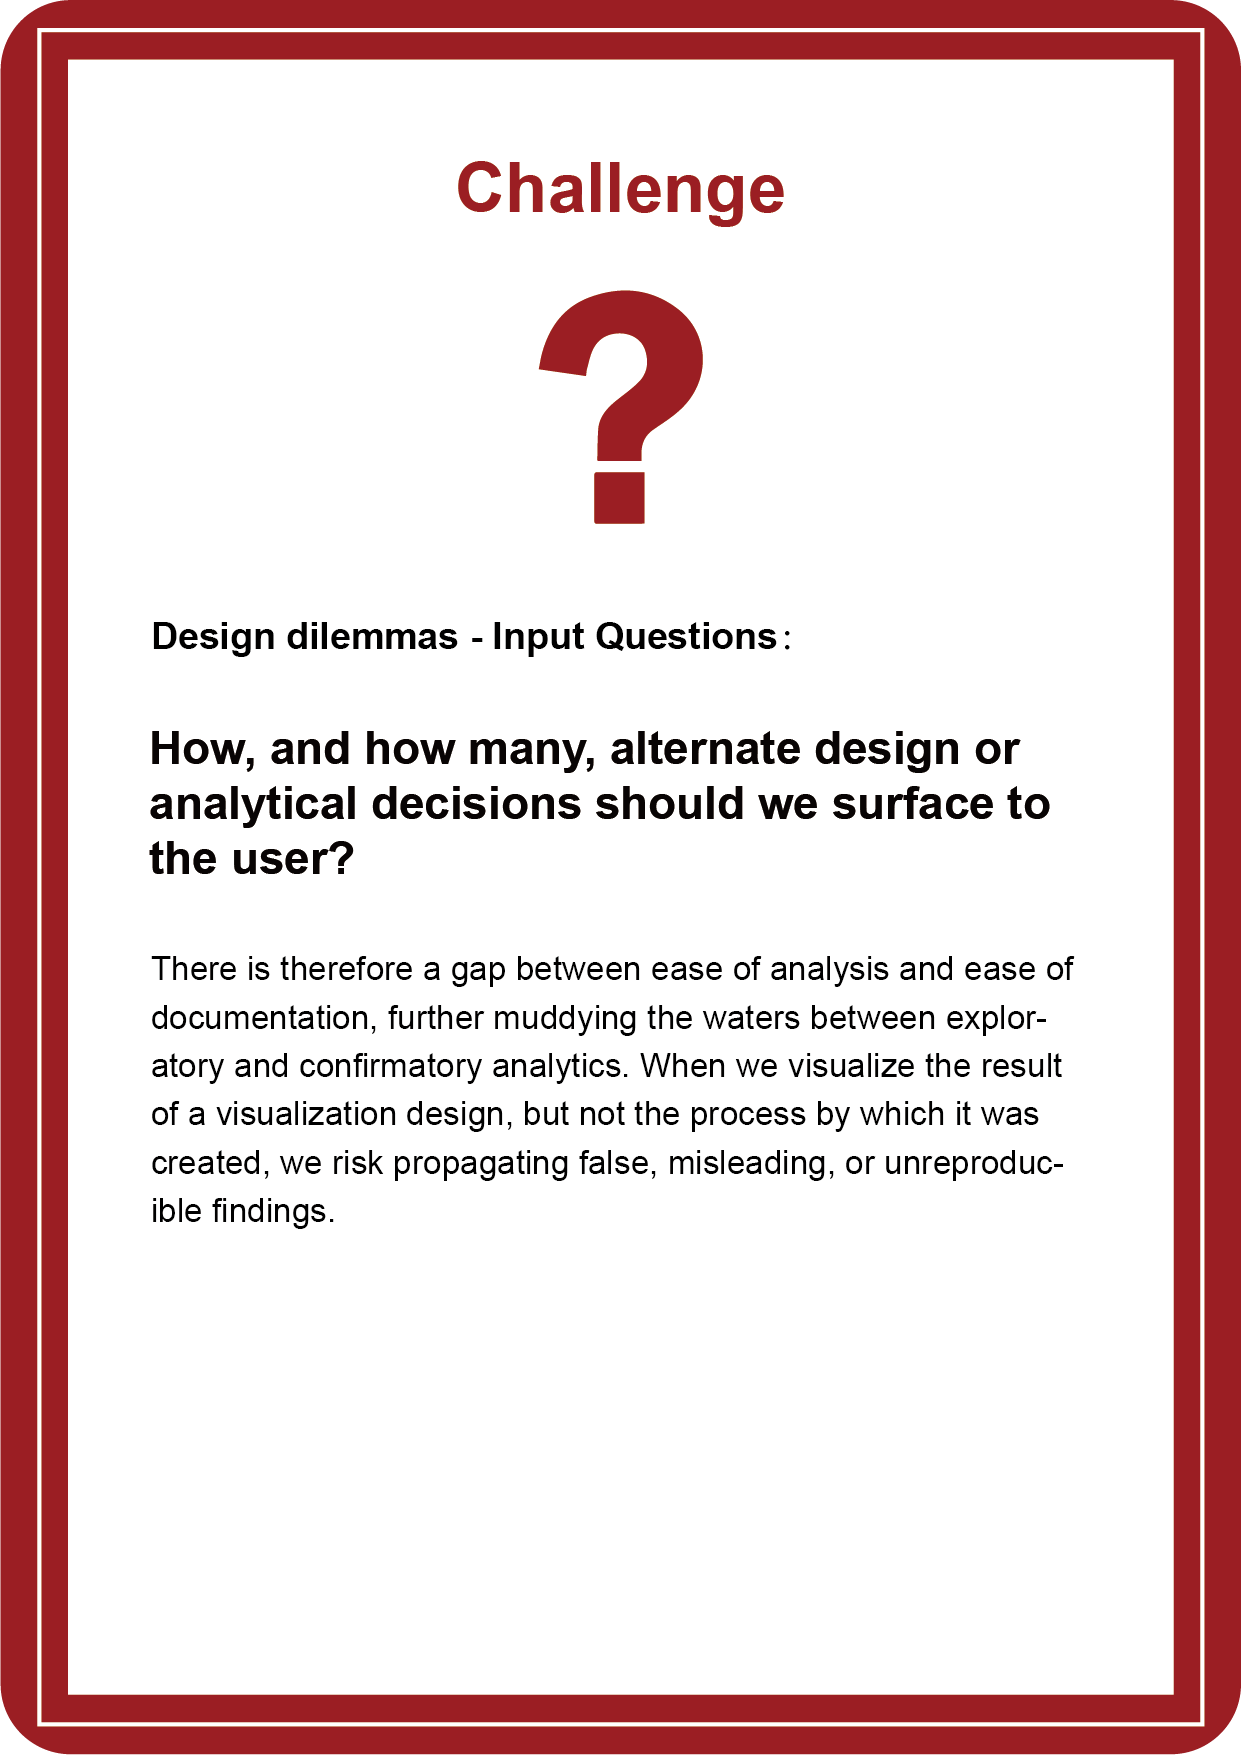 Challenge
?
Design dilemmas - Input Questions:
How, and how many, alternate design or
analytical decisions should we surface to
the user?
There is therefore a gap between ease of analysis and ease of
documentation, further muddying the waters between explor-
atory and confirmatory analytics. When we visualize the result
of a visualization design, but not the process by which it was
created, we risk propagating false, misleading, or unreproduc-
ible findings.